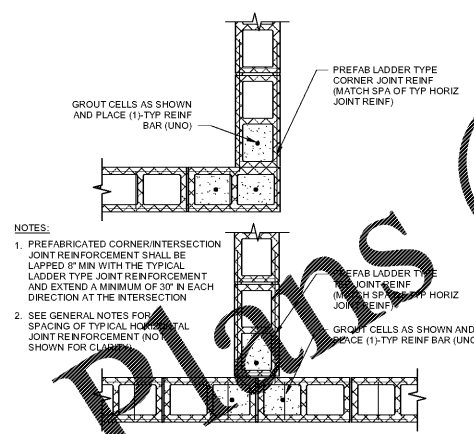 PREFAB LADDER TYPE
CORNER JOINT REINF
(MATCH SPA OF TYP HORIZ
JOINT REINF)
GROUT CELLS AS SHOWN
AND PLACE (1)-TYP REINF
BAR (UNO)
NOTES:
1. PREFABRICATED CORNER/INTERSECTION
JOINT REINFORCEMENT SHALL BE
LAPPED 8" MIN WITH THE TYPICAL
LADDER TYPE JOINT REINFORCEMENT
AND EXTEND A MINIMUM OF 30" IN EACH
DIRECTION AT THE INTERSECTION
2. SEE GENERAL NOTES FOR
SPACING OF TYPICAL HORIZONTAL
JOINT REINFORCEMENT (NOT
SHOWN FOR CLARITY)
PREFAB LADDER TYPE
TEE JOINT REINF
(MATCH SPA OF TYP HORIZ
JOINT REINF)
GROUT CELLS AS SHOWN AND
PLACE (1)-TYP REINF BAR (UNO
Plans